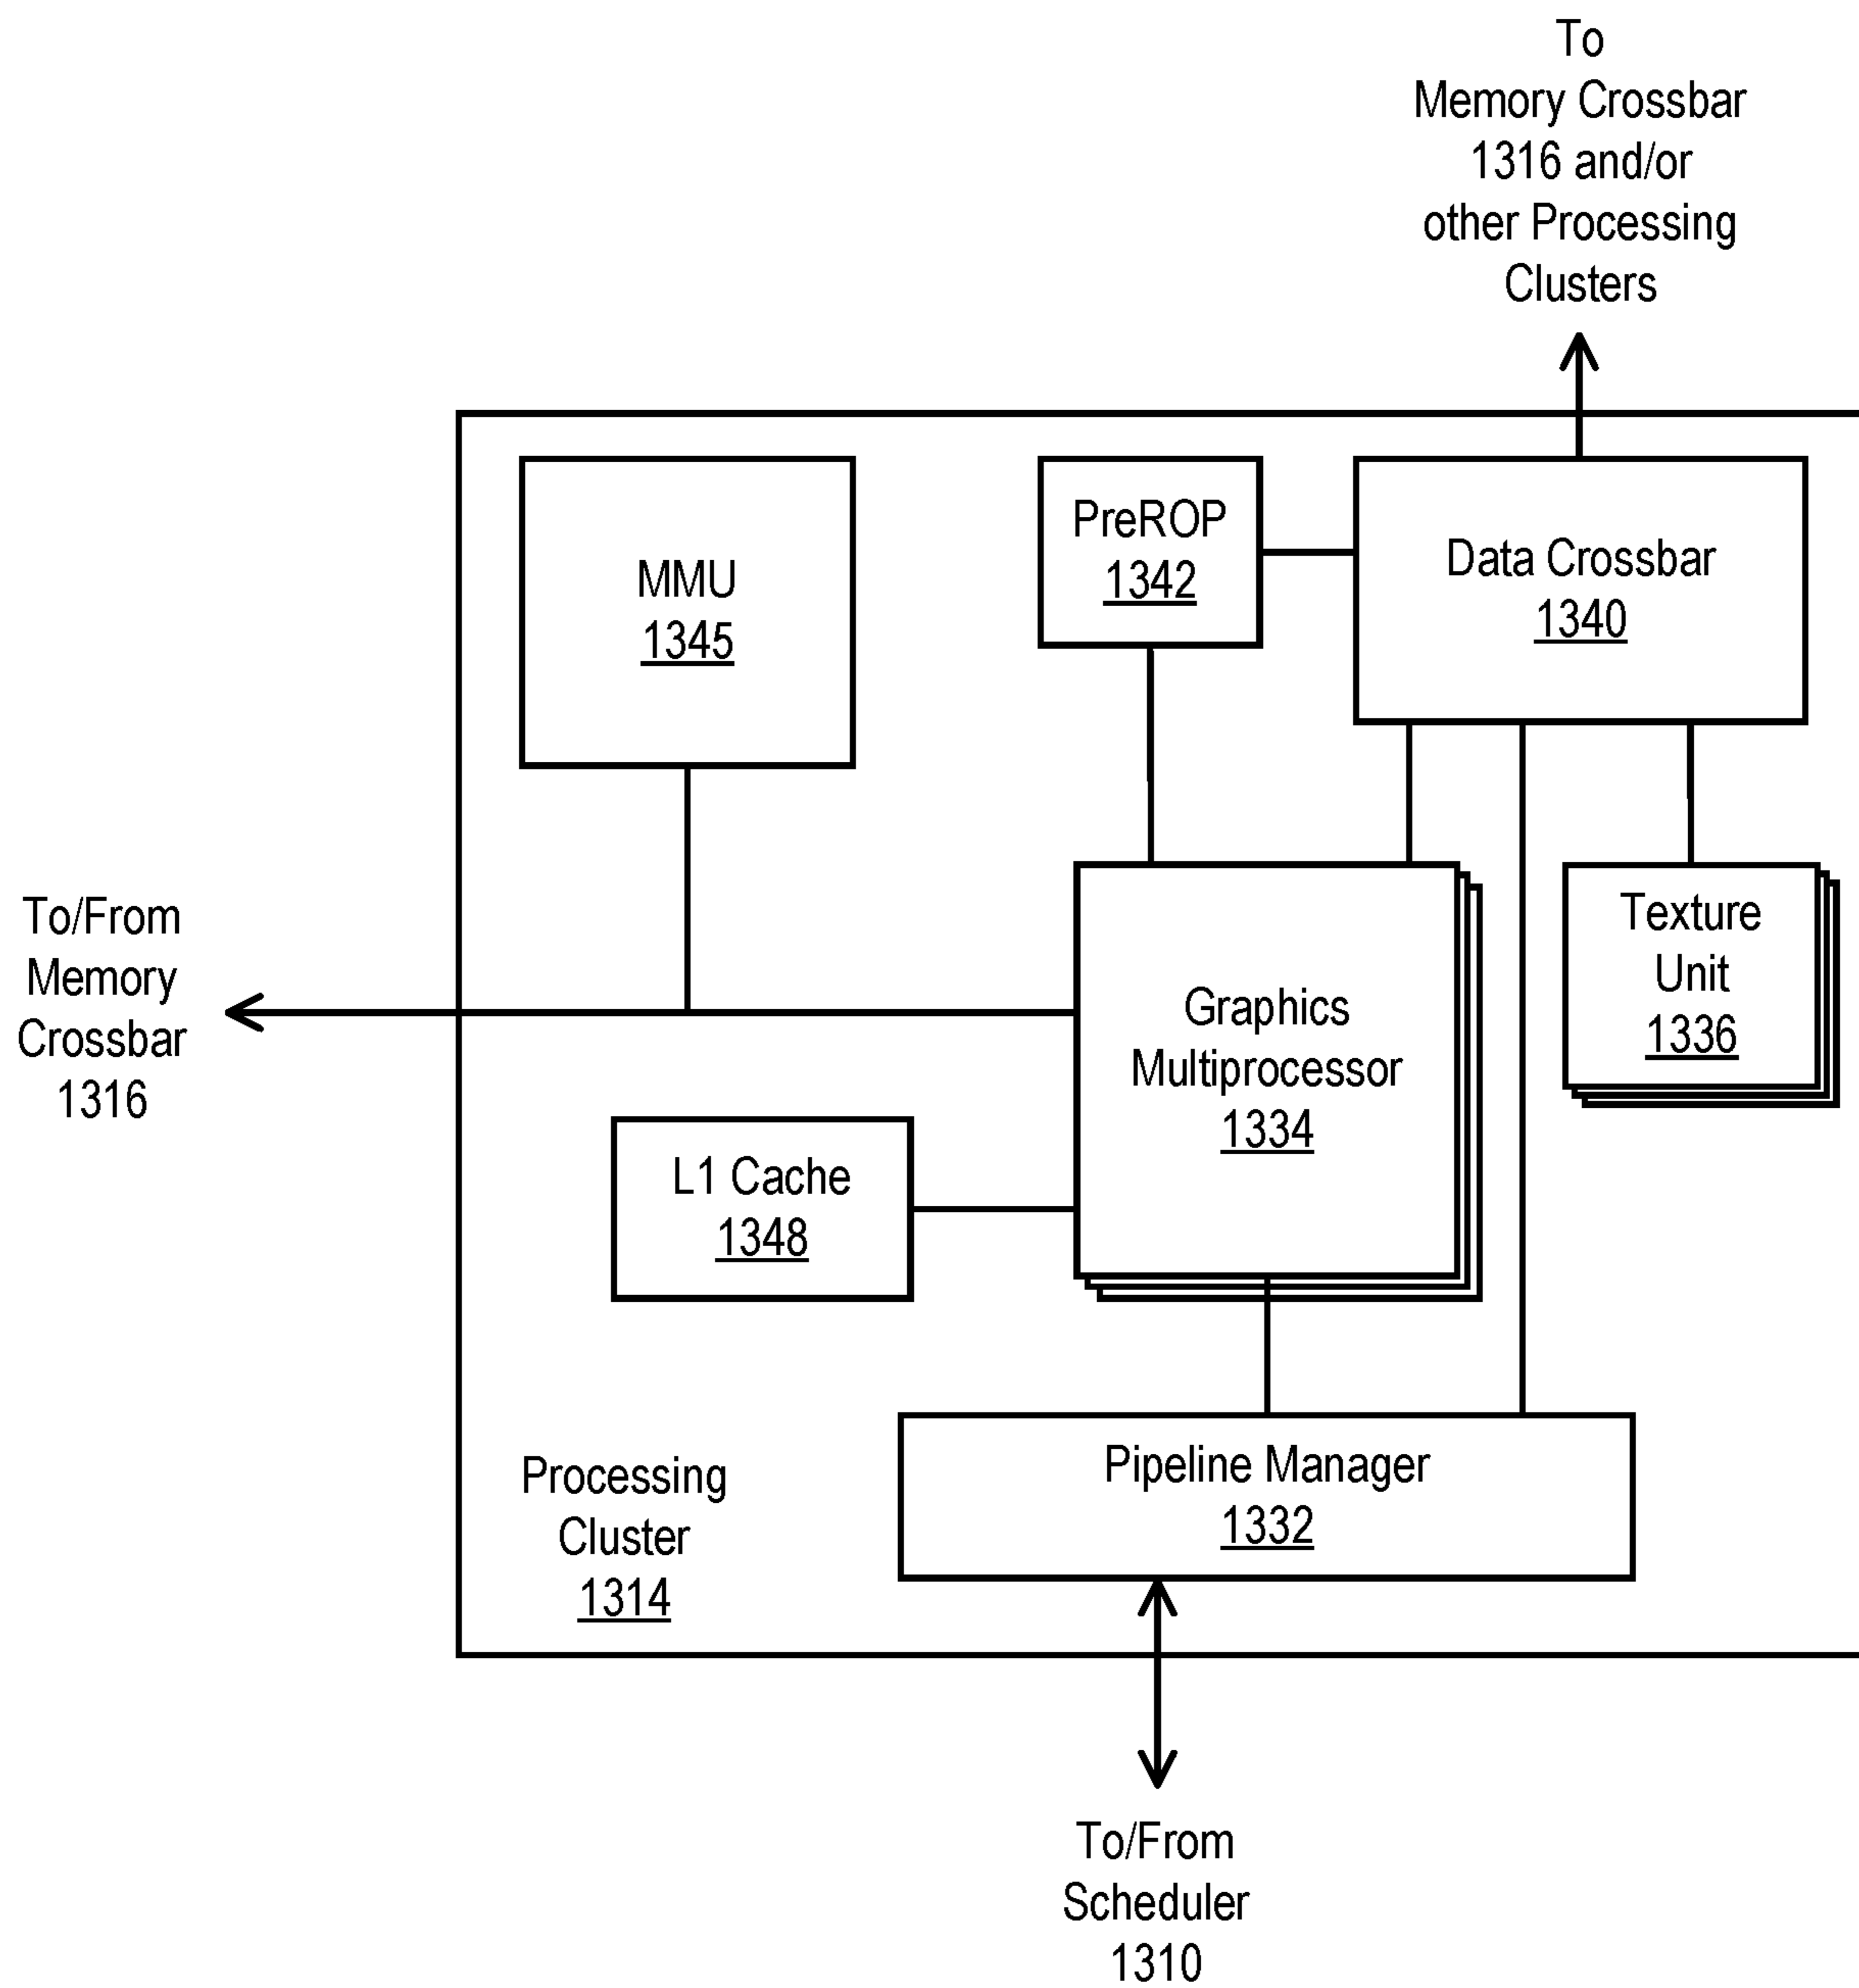 To
Memory Crossbar
1316 and/or
other Processing
Clusters
MMU
1345
PreROP
1342
Data Crossbar
1340
To/From
Memory
Crossbar
1316
Graphics
Multiprocessor
1334
Texture
Unit
1336
L1 Cache
1348
Processing
Cluster
1314
Pipeline Manager
1332
To/From
Scheduler
1310